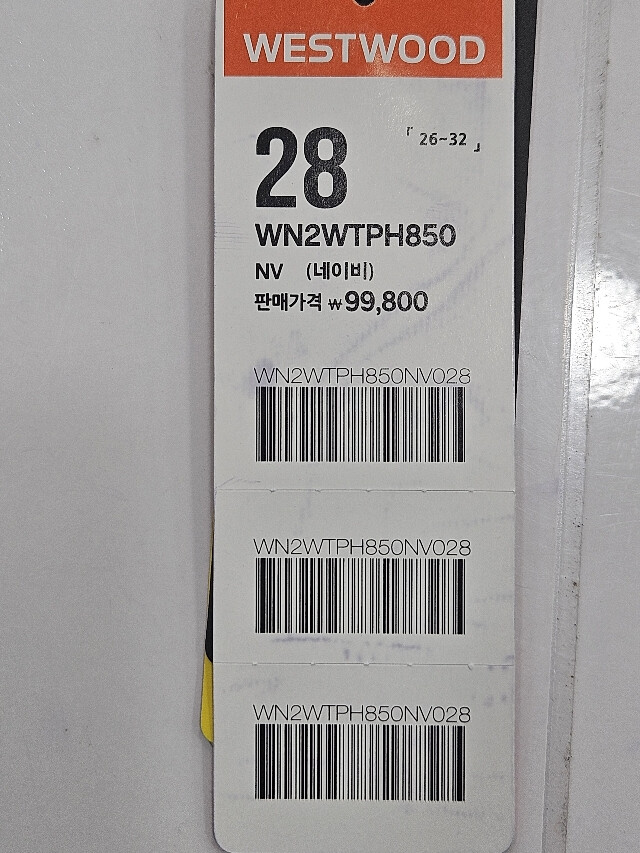 WESTWOOD
28 「 26~32 」
WN2WTPH850
NV (네이비)
판매가격 ₩99,800
WN2WTPH850NV028
WN2WTPH850NV028
WN2WTPH850NV028